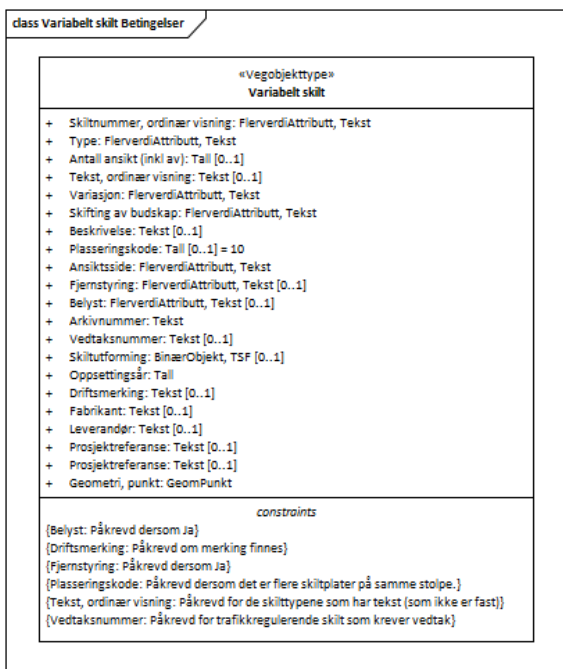 class Variabelt skilt Betingelser
«Vegobjekttype»
Variabelt skilt
+ Skiltnummer, ordinær visning: FlerverdiAttributt, Tekst
+ Type: FlerverdiAttributt, Tekst
+ Antall ansikt (inkl av): Tall [0..1]
+ Tekst, ordinær visning: Tekst [0..1]
+ Variasjon: FlerverdiAttributt, Tekst
+ Skifting av budskap: FlerverdiAttributt, Tekst
+ Beskrivelse: Tekst [0..1]
+ Plasseringskode: Tall [0..1] = 10
+ Ansiktsside: FlerverdiAttributt, Tekst
+ Fjernstyring: FlerverdiAttributt, Tekst [0..1]
+ Belyst: FlerverdiAttributt, Tekst [0..1]
+ Arkivnummer: Tekst
+ Vedtaksnummer: Tekst [0..1]
+ Skiltutforming: BinærObjekt, TSF [0..1]
+ Oppsettingsår: Tall
+ Driftsmerking: Tekst [0..1]
+ Fabrikant: Tekst [0..1]
+ Leverandør: Tekst [0..1]
+ Prosjektreferanse: Tekst [0..1]
+ Prosjektreferanse: Tekst [0..1]
+ Geometri, punkt: GeomPunkt
constraints
{Belyst: Påkrevd dersom Ja}
{Driftsmerking: Påkrevd om merking finnes}
{Fjernstyring: Påkrevd dersom Ja}
{Plasseringskode: Påkrevd dersom det er flere skiltplater på samme stolpe.}
{Tekst, ordinær visning: Påkrevd for de skilttypene som har tekst (som ikke er fast)}
{Vedtaksnummer: Påkrevd for trafikkregulerende skilt som krever vedtak}